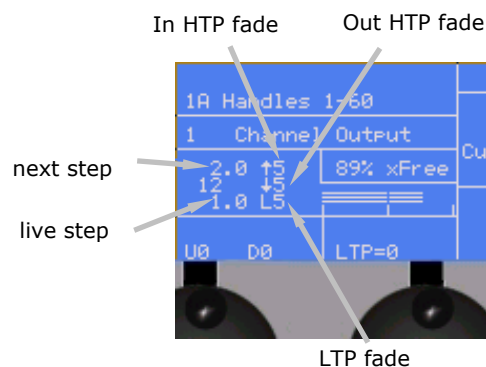 In HTP fade
Out HTP fade
1A Handles 1-60
1 Channel Output
Cu
next step
2.0 ↑5
89% xFree
12 ↓5
live step
1.0 L5
U0 D0 LTP=0
LTP fade